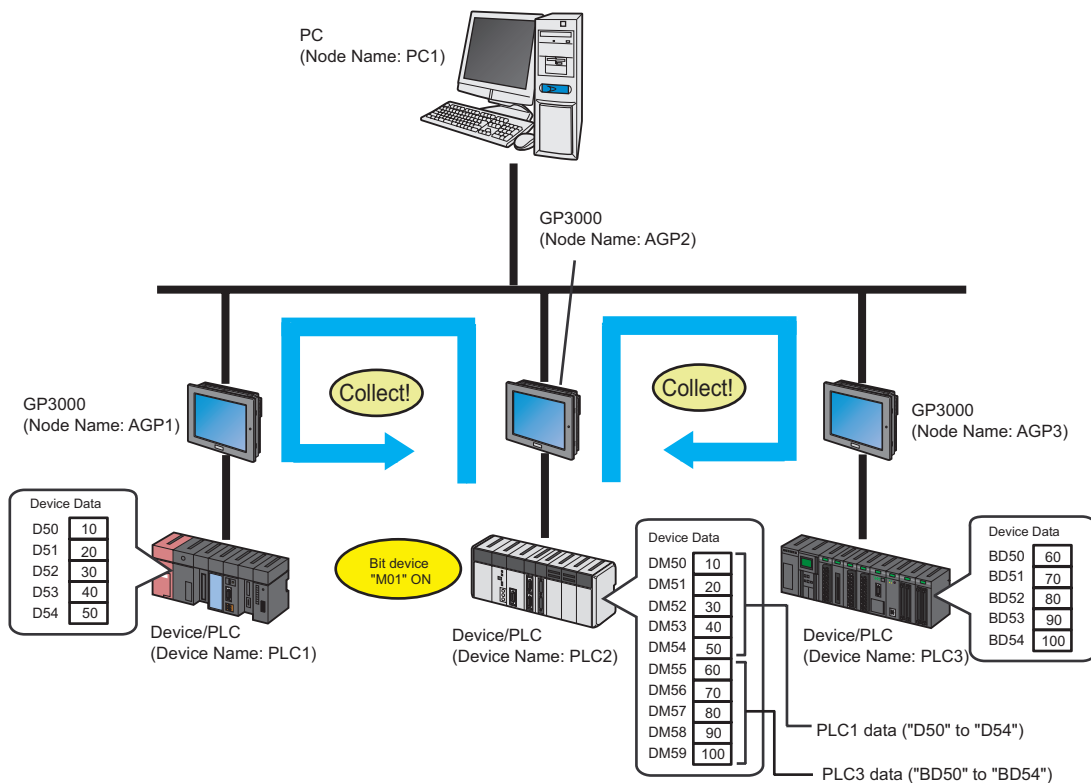 PC
(Node Name: PC1)
GP3000
(Node Name: AGP2)
Collect!
Collect!
GP3000
(Node Name: AGP1)
GP3000
(Node Name: AGP3)
Device Data
D50 10
D51 20
D52 30
D53 40
D54 50
Bit device
"M01" ON
Device/PLC
(Device Name: PLC1)
Device/PLC
(Device Name: PLC2)
Device Data
DM50 10
DM51 20
DM52 30
DM53 40
DM54 50
DM55 60
DM56 70
DM57 80
DM58 90
DM59 100
Device/PLC
(Device Name: PLC3)
Device Data
BD50 60
BD51 70
BD52 80
BD53 90
BD54 100
PLC1 data ("D50" to "D54")
PLC3 data ("BD50" to "BD54")